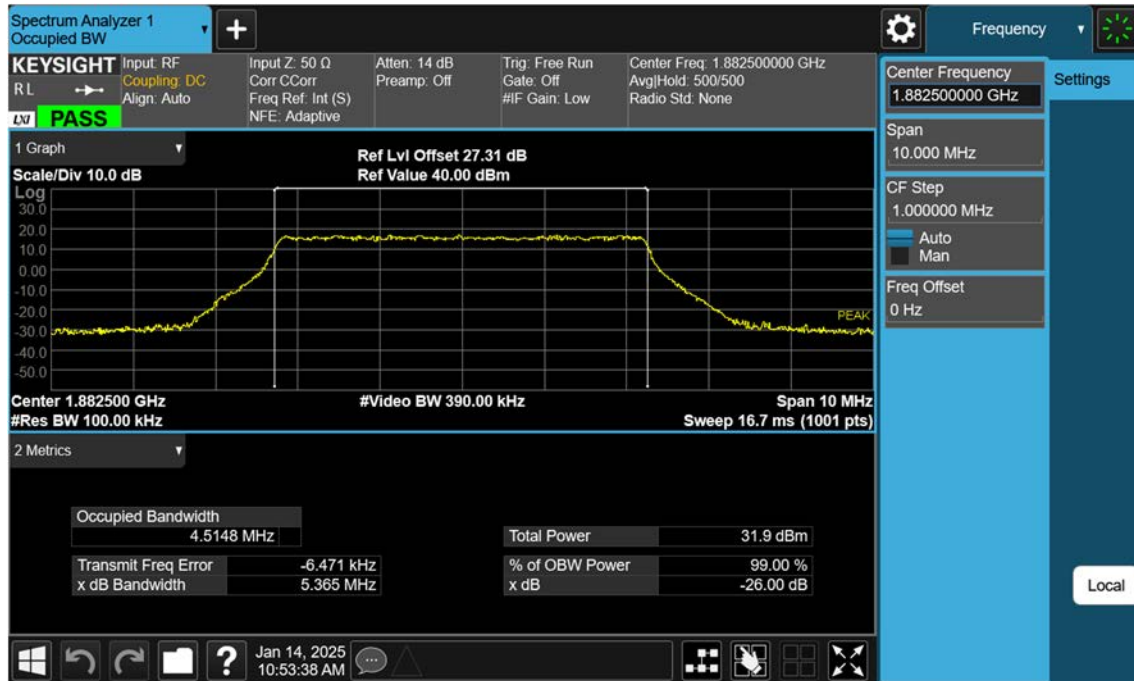 Spectrum Analyzer 1
Occupied BW
Frequency
KEYSIGHT
RL
LXI PASS
Input: RF
Coupling: DC
Align: Auto
Input Z: 50 Ω
Corr CCorr
Freq Ref: Int (S)
NFE: Adaptive
Atten: 14 dB
Preamp: Off
Trig: Free Run
Gate: Off
#IF Gain: Low
Center Freq: 1.882500000 GHz
Avg|Hold: 500/500
Radio Std: None
Center Frequency
1.882500000 GHz
Settings
Span
10.000 MHz
CF Step
1.000000 MHz
Auto
Man
Freq Offset
0 Hz
Local
1 Graph
Scale/Div 10.0 dB
Ref Lvl Offset 27.31 dB
Ref Value 40.00 dBm
Log
30.0
20.0
10.0
0.00
-10.0
-20.0
-30.0
-40.0
-50.0
PEAK
Center 1.882500 GHz
#Video BW 390.00 kHz
Span 10 MHz
#Res BW 100.00 kHz
Sweep 16.7 ms (1001 pts)
2 Metrics
Occupied Bandwidth
4.5148 MHz
Total Power 31.9 dBm
Transmit Freq Error -6.471 kHz
% of OBW Power 99.00 %
x dB Bandwidth 5.365 MHz
x dB -26.00 dB
?
Jan 14, 2025
10:53:38 AM